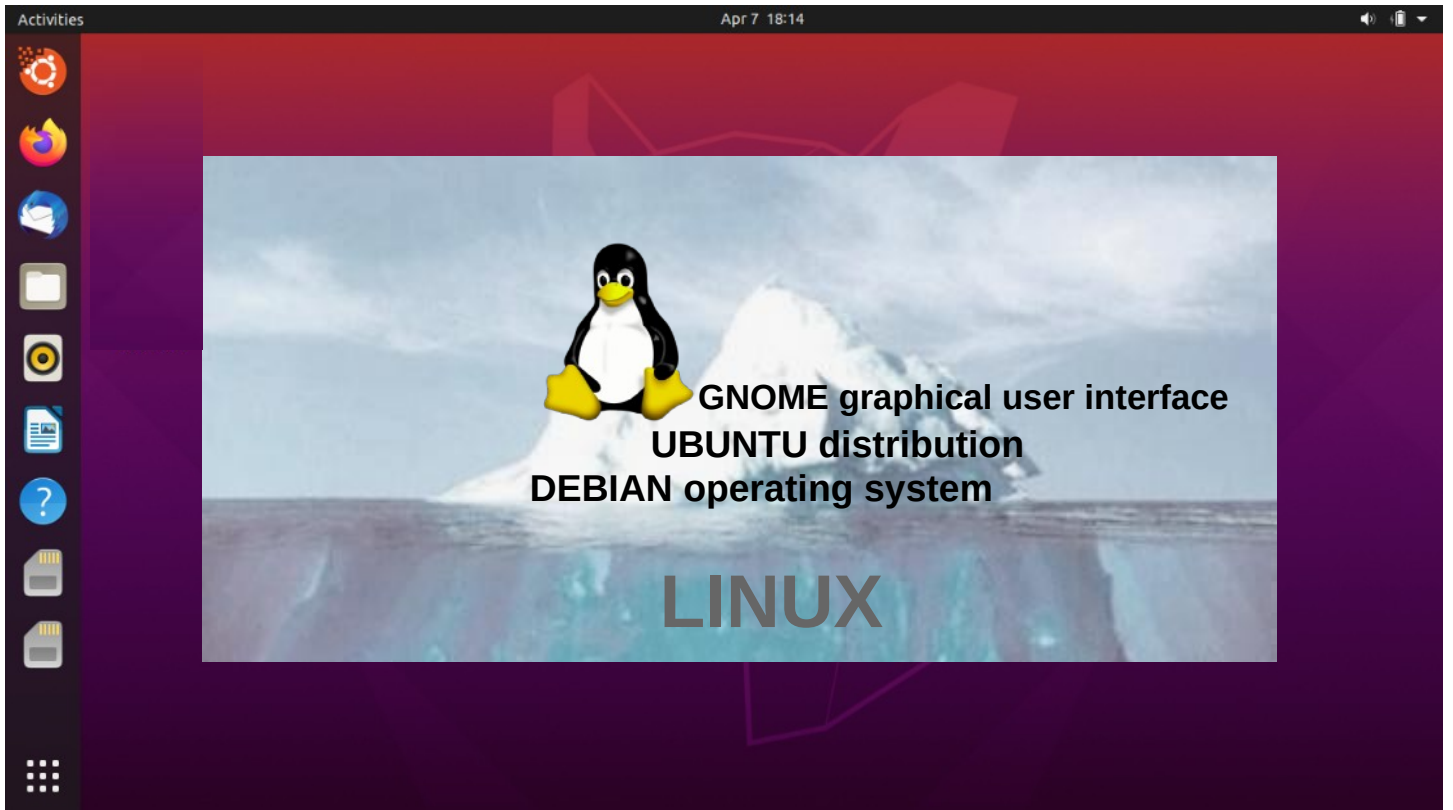 Activities
Apr 7 18:14
GNOME graphical user interface
UBUNTU distribution
DEBIAN operating system
LINUX
?